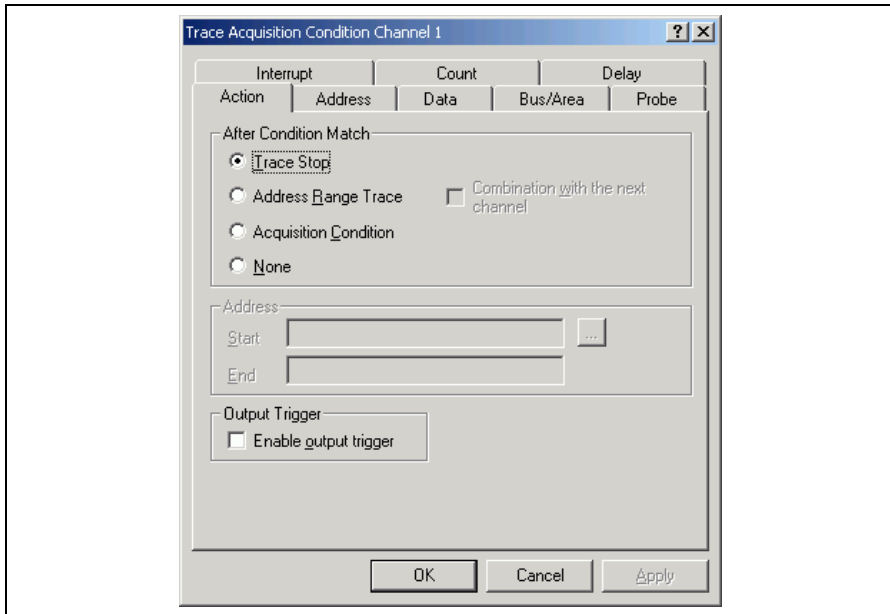 Trace Acquisition Condition Channel 1
Interrupt Count Delay
Action Address Data Bus/Area Probe
After Condition Match
Trace Stop
Address Range Trace
Combination with the next
channel
Acquisition Condition
None
Address
Start ...
End
Output Trigger
Enable output trigger
OK Cancel Apply